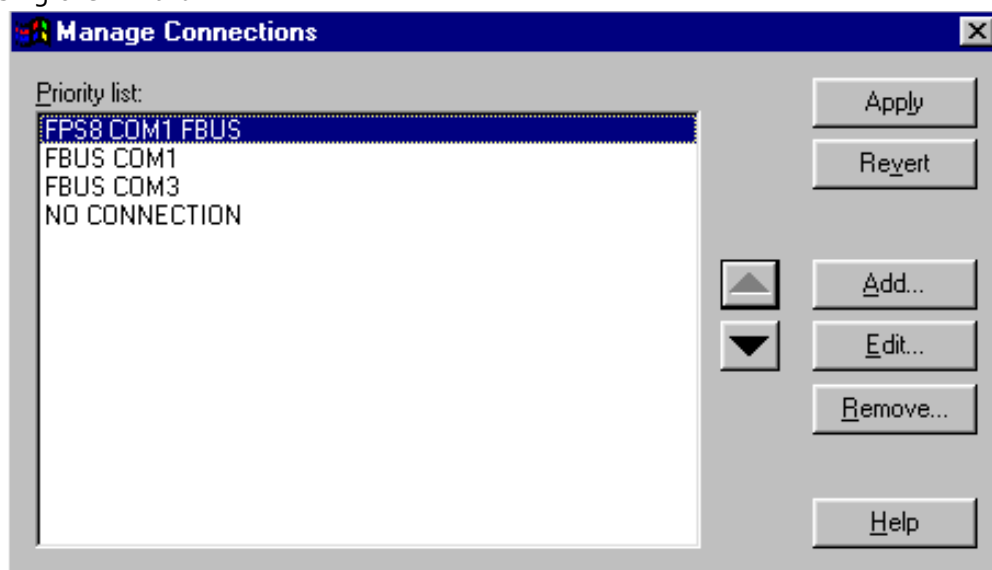 Manage Connections
Priority list:
FPS8 COM1 FBUS
FBUS COM1
FBUS COM3
NO CONNECTION
Apply
Revert
Add...
Edit...
Remove...
Help